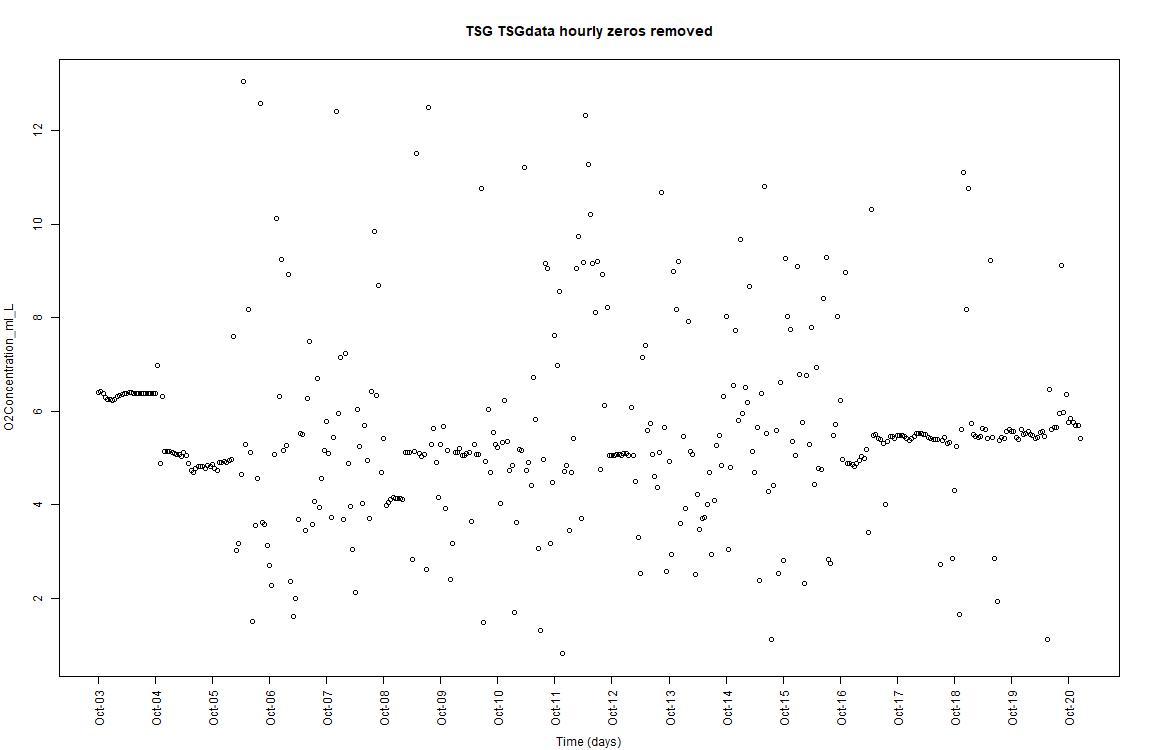 TSG TSGdata hourly zeros removed
O2Concentration_ml_L
12
10
8
6
4
2
Oct-03
Oct-04
Oct-05
Oct-06
Oct-07
Oct-08
Oct-09
Oct-10
Oct-11
Oct-12
Oct-13
Oct-14
Oct-15
Oct-16
Oct-17
Oct-18
Oct-19
Oct-20
Time (days)